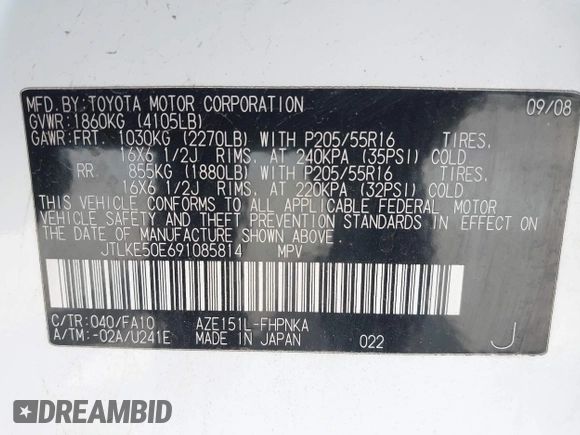 MFD.BY:TOYOTA MOTOR CORPORATION 09/08
GVWR:1860KG (4105LB)
GAWR:FRT. 1030KG (2270LB) WITH P205/55R16 TIRES.
16X6 1/2J RIMS. AT 240KPA (35PSI) COLD
RR. 855KG (1880LB) WITH P205/55R16 TIRES.
16X6 1/2J RIMS. AT 220KPA (32PSI) COLD
THIS VEHICLE CONFORMS TO ALL APPLICABLE FEDERAL MOTOR
VEHICLE SAFETY AND THEFT PREVENTION STANDARDS IN EFFECT ON
THE DATE OF MANUFACTURE SHOWN ABOVE.
JTLKE50E691085814 MPV
C/TR:040/FA10 AZE151L-FHPNKA
A/TM:-02A/U241E MADE IN JAPAN 022 J
DREAMBID